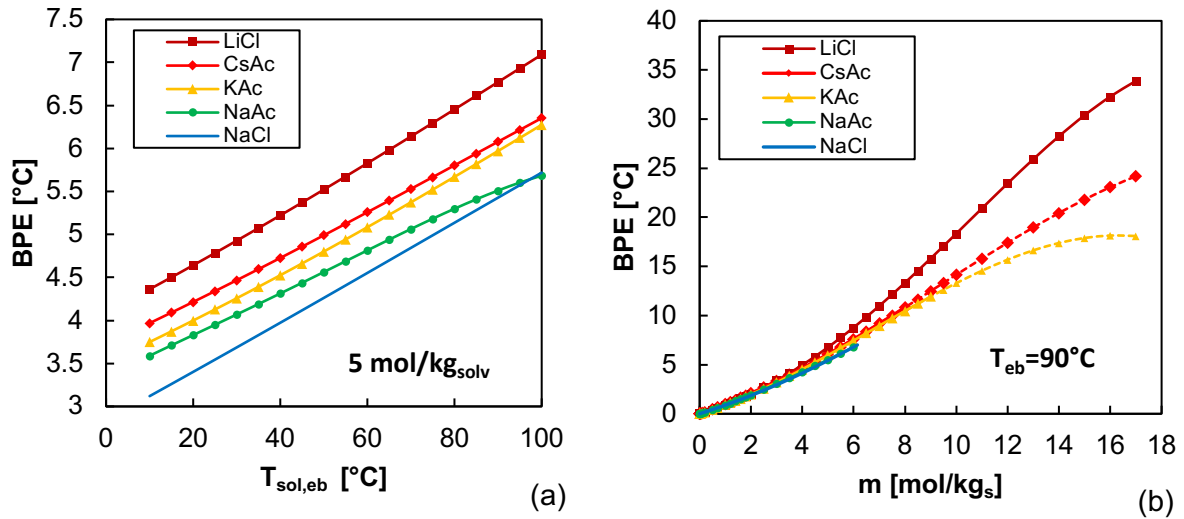 7.5
7
6.5
6
5.5
5
4.5
4
3.5
3
BPE [°C]
LiCl
CsAc
KAc
NaAc
NaCl
5 mol/kgsolv
0 20 40 60 80 100
Tsol,eb [°C]
(a)
40
35
30
25
20
15
10
5
0
BPE [°C]
LiCl
CsAc
KAc
NaAc
NaCl
Teb=90°C
0 2 4 6 8 10 12 14 16 18
m [mol/kgs]
(b)